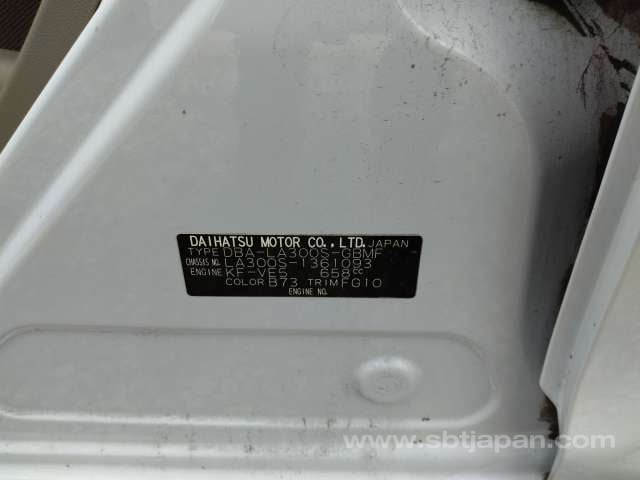 DAIHATSU MOTOR CO., LTD. JAPAN
TYPE DBA-LA300S-GBMF
CHASSIS NO. LA300S-1361093
ENGINE KF-VE5 658cc
COLOR B73 TRIM FG10
ENGINE NO.
www.sbtjapan.com